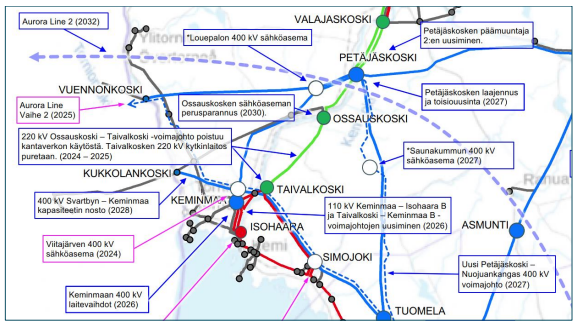 Aurora Line 2 (2032)
VALAJASKOSKI
*Louepalon 400 kV sähköasema
Petäjäskosken päämuuntaja
2:en uusiminen.
PETÄJÄSKOSKI
VUENNONKOSKI
Aurora Line
Vaihe 2 (2025)
Ossauskosken sähköaseman
perusparannus (2030).
Petäjäskosken laajennus
ja toisiouusinta (2027)
OSSAUSKOSKI
220 kV Ossauskoski – Taivalkoski -voimajohto poistuu
kantaverkon käytöstä. Taivalkosken 220 kV kytkinlaitos
puretaan. (2024 – 2025)
*Saunakummun 400 kV
sähköasema (2027)
KUKKOLANKOSKI
Ranua
TAIVALKOSKI
400 kV Svartbyn – Keminmaa
kapasiteetin nosto (2028)
KEMINMAA
110 kV Keminmaa – Isohaara B
ja Taivalkoski – Keminmaa B -
voimajohtojen uusiminen (2026)
ASMUNTI
ISOHAARA
Kemi
Viitajärven 400 kV
sähköasema (2024)
SIMOJOKI
Uusi Petäjäskoski –
Nuojuankangas 400 kV
voimajohto (2027)
Keminmaan 400 kV
laitevaihdot (2026)
TUOMELA